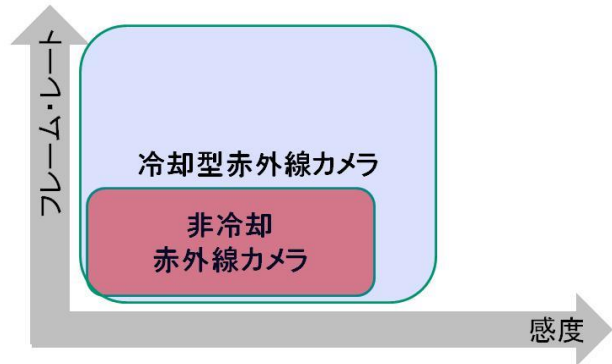 フレーム・レート
冷却型赤外線カメラ
非冷却
赤外線カメラ
感度